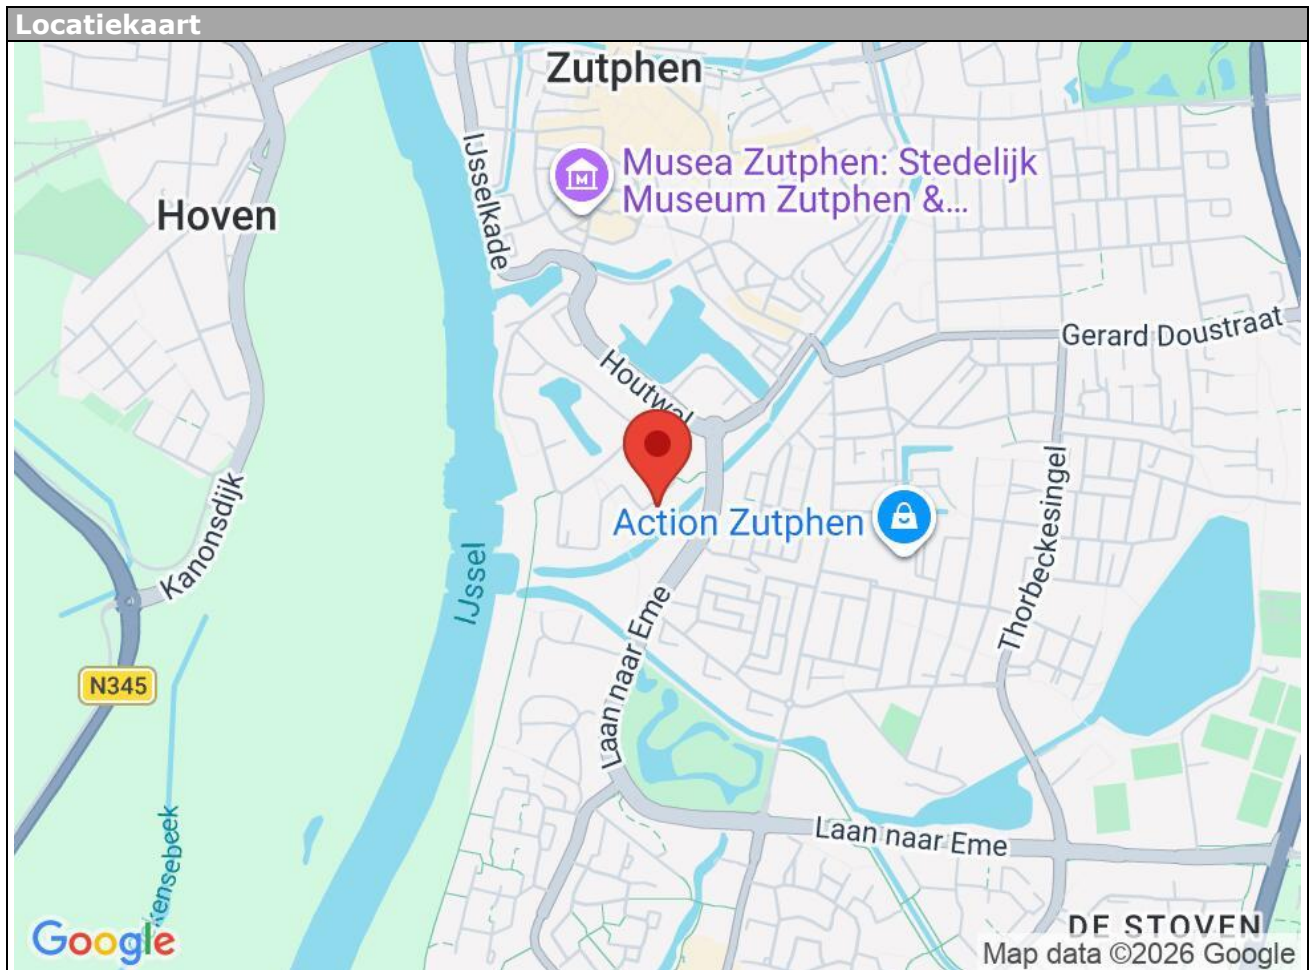 Locatiekaart
Zutphen
IJsselkade
Musea Zutphen: Stedelijk
Museum Zutphen &...
Hoven
Gerard Doustraat
Houtwal
Kanonsdijk
Thorbeckesingel
Action Zutphen
IJssel
Laan naar Eme
N345
Laan naar Eme
kensebeek
DE STOVEN
Google
Map data ©2026 Google